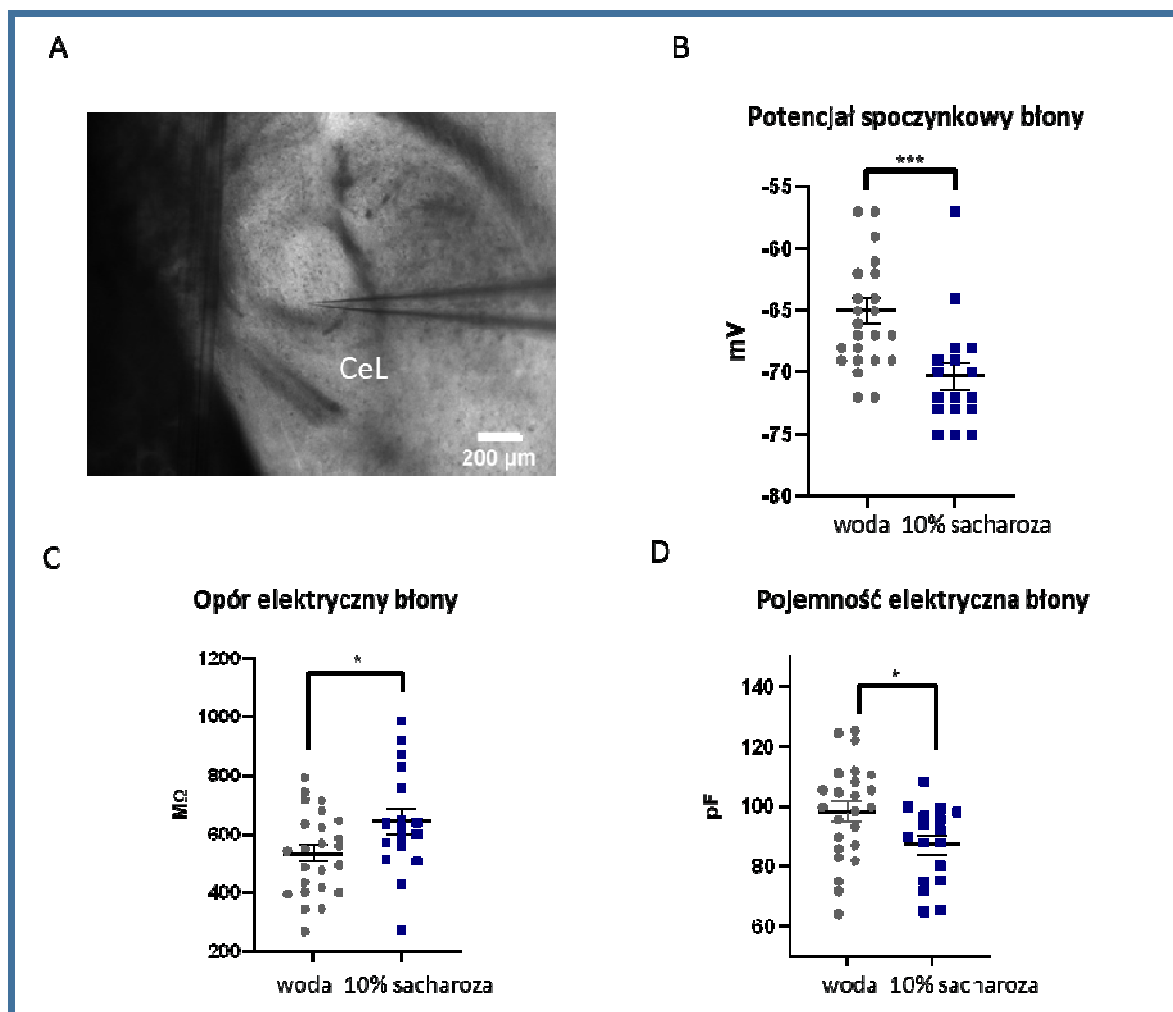 A
CeL
200 µm
B
Potencjał spoczynkowy błony
***
-55
-60
-65
-70
-75
-80
mV
woda 10% sacharoza
C
Opór elektryczny błony
*
1200
1000
800
600
400
200
MΩ
woda 10% sacharoza
D
Pojemność elektryczna błony
*
140
120
100
80
60
pF
woda 10% sacharoza